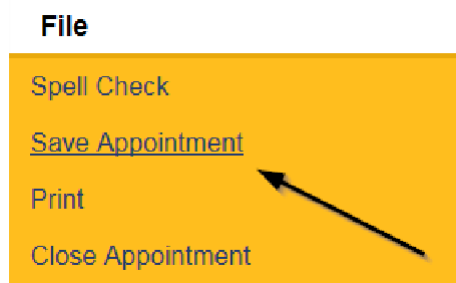 File
Spell Check
Save Appointment
Print
Close Appointment